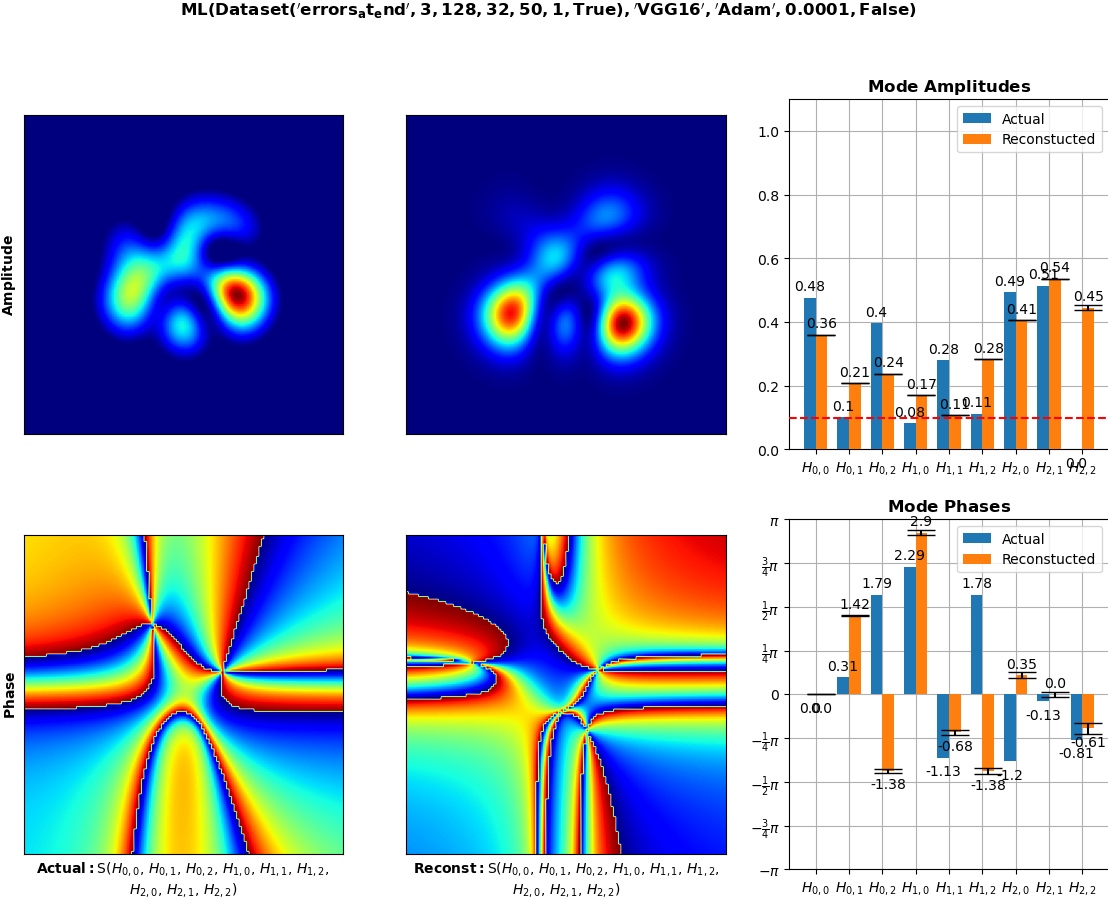 ML(Dataset('errors_at_end', 3, 128, 32, 50, 1, True), 'VGG16', 'Adam', 0.0001, False)
Amplitude
Mode Amplitudes
Actual
Reconstucted
1.0
0.8
0.6
0.4
0.2
0.0
0.48
0.36
0.1
0.21
0.4
0.24
0.08
0.17
0.28
0.11
0.11
0.28
0.49
0.41
0.51
0.54
0.0
0.45
H0,0 H0,1 H0,2 H1,0 H1,1 H1,2 H2,0 H2,1 H2,2
Phase
Mode Phases
Actual
Reconstucted
π
3/4π
1/2π
1/4π
0
−1/4π
−1/2π
−3/4π
−π
0.0
0.0
0.31
1.42
1.79
-1.38
2.29
2.9
-1.13
-0.68
1.78
-1.38
-1.2
0.35
-0.13
0.0
-0.81
-0.61
H0,0 H0,1 H0,2 H1,0 H1,1 H1,2 H2,0 H2,1 H2,2
Actual: S(H0,0, H0,1, H0,2, H1,0, H1,1, H1,2,
H2,0, H2,1, H2,2)
Reconst: S(H0,0, H0,1, H0,2, H1,0, H1,1, H1,2,
H2,0, H2,1, H2,2)